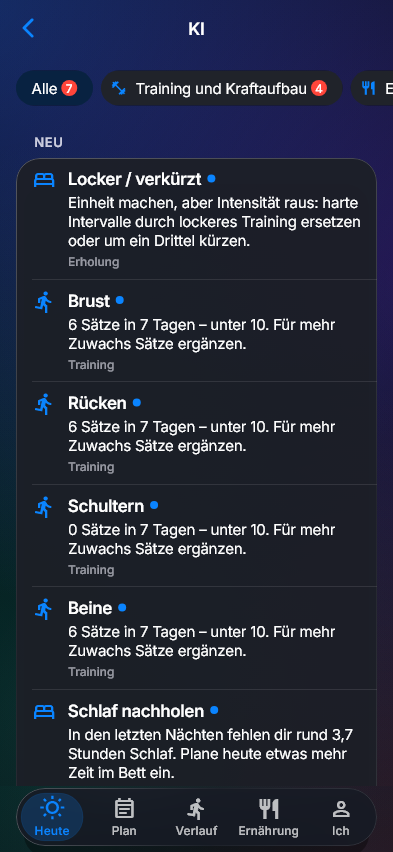 KI
Alle 7
Training und Kraftaufbau 4
E
NEU
Locker / verkürzt
Einheit machen, aber Intensität raus: harte
Intervalle durch lockeres Training ersetzen
oder um ein Drittel kürzen.
Erholung
Brust
6 Sätze in 7 Tagen – unter 10. Für mehr
Zuwachs Sätze ergänzen.
Training
Rücken
6 Sätze in 7 Tagen – unter 10. Für mehr
Zuwachs Sätze ergänzen.
Training
Schultern
0 Sätze in 7 Tagen – unter 10. Für mehr
Zuwachs Sätze ergänzen.
Training
Beine
6 Sätze in 7 Tagen – unter 10. Für mehr
Zuwachs Sätze ergänzen.
Training
Schlaf nachholen
In den letzten Nächten fehlen dir rund 3,7
Stunden Schlaf. Plane heute etwas mehr
Zeit im Bett ein.
Heute
Plan
Verlauf
Ernährung
Ich